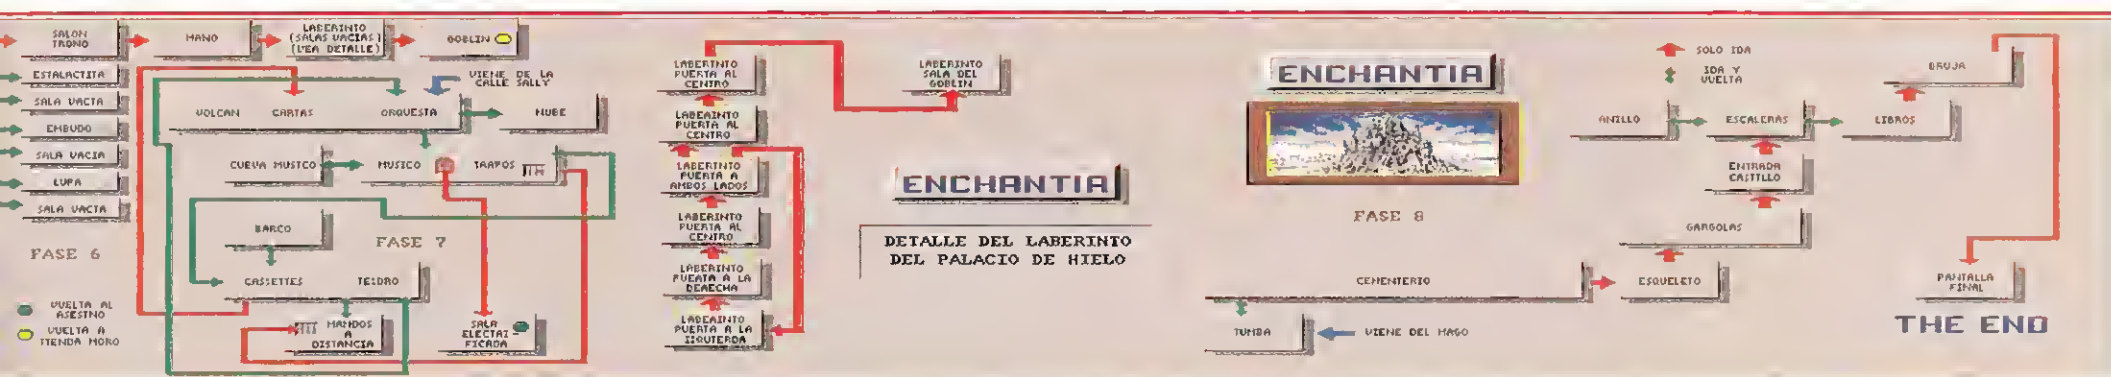 SALON
TRONO
MANO
LABERINTO
(SALAS VACIAS)
(VEA DETALLE)
GOBLIN
ESTALACTITA
SALA VACIA
EMBUDO
SALA VACIA
LUPA
SALA VACIA
FASE 6
VUELTA AL
ASESINO
VUELTA A
TIENDA MORO
VIENE DE LA
CALLE SALLY
VOLCAN
CARTAS
ORQUESTA
NUBE
CUEVA MUSICO
MUSICO
TRAPOS
BARCO
FASE 7
CASSETTES
MANDOS
A
DISTANCIA
SALA
ELECTRI-
FICADA
LABERINTO
PUERTA AL
CENTRO
LABERINTO
SALA DEL
GOBLIN
LABERINTO
PUERTA AL
CENTRO
LABERINTO
PUERTA A
AMBOS LADOS
LABERINTO
PUERTA AL
CENTRO
LABERINTO
PUERTA A LA
DERECHA
LABERINTO
PUERTA A LA
IZQUIERDA
ENCHANTIA
DETALLE DEL LABERINTO
DEL PALACIO DE HIELO
ENCHANTIA
FASE 8
SOLO IDA
IDA Y
VUELTA
BRUJA
ANILLO
ESCALERAS
LIBROS
ENTRADA
CASTILLO
GARGOLAS
CEMENTERIO
ESQUELETO
TUMBA
VIENE DEL MAGO
PANTALLA
FINAL
THE END